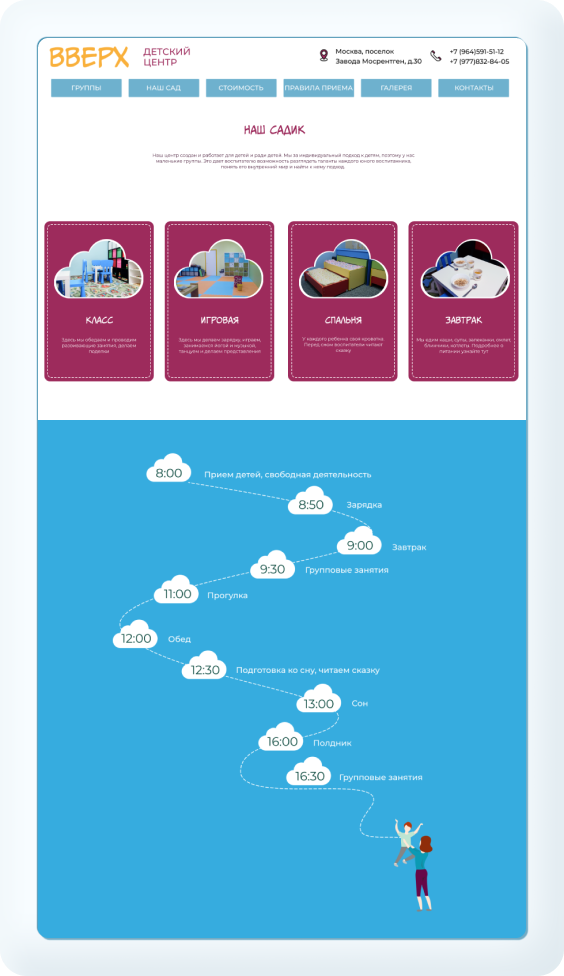 ВВЕРХ
ДЕТСКИЙ
ЦЕНТР
Москва, поселок
Завода Мосрентген, д.30
+7 (964)591-51-12
+7 (977)832-84-05
ГРУППЫ
НАШ САД
СТОИМОСТЬ
ПРАВИЛА ПРИЕМА
ГАЛЕРЕЯ
КОНТАКТЫ
НАШ САДИК
Наш центр создан и работает для детей и ради детей. Мы за индивидуальный подход к детям, поэтому у нас
маленькие группы. Это дает воспитателю возможность разглядеть таланты каждого юного воспитанника,
понять его внутренний мир и найти к нему подход.
КЛАСС
Здесь мы обедаем и проводим
развивающие занятия, делаем
поделки
ИГРОВАЯ
Здесь мы делаем зарядку, играем,
занимаемся йогой и музыкой,
танцуем и делаем представления
СПАЛЬНЯ
У каждого ребенка своя кроватка.
Перед сном воспитатели читают
сказку
ЗАВТРАК
Мы едим каши, супы, запеканки, омлет,
блинчики, котлеты. Подробнее о
питании узнайте тут
8:00
Прием детей, свободная деятельность
8:50
Зарядка
9:00
Завтрак
9:30
Групповые занятия
11:00
Прогулка
12:00
Обед
12:30
Подготовка ко сну, читаем сказку
13:00
Сон
16:00
Полдник
16:30
Групповые занятия